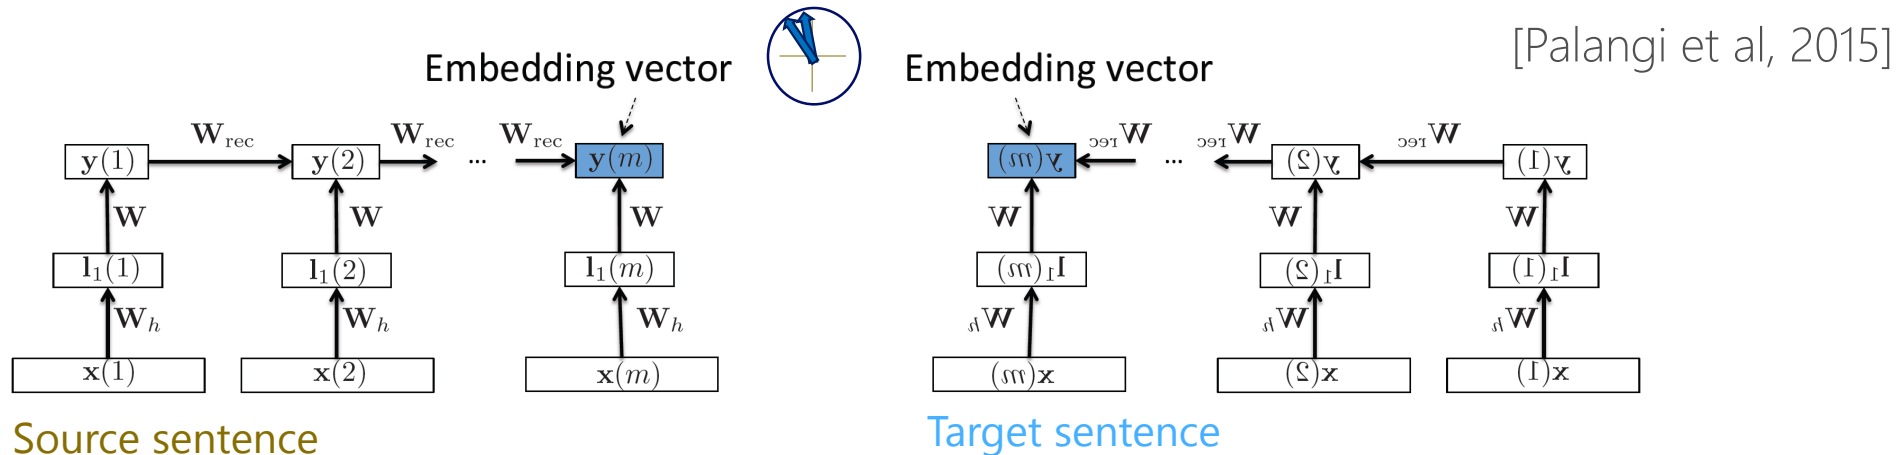 [Palangi et al, 2015]
Embedding vector
Embedding vector
W_rec W_rec W_rec
y(1) y(2) ... y(m)
W W W
l_1(1) l_1(2) l_1(m)
W_h W_h W_h
x(1) x(2) x(m)
Source sentence
W_rec W_rec W_rec
y(m) ... y(2) y(1)
W W W
l_1(m) l_1(2) l_1(1)
W_h W_h W_h
x(m) x(2) x(1)
Target sentence